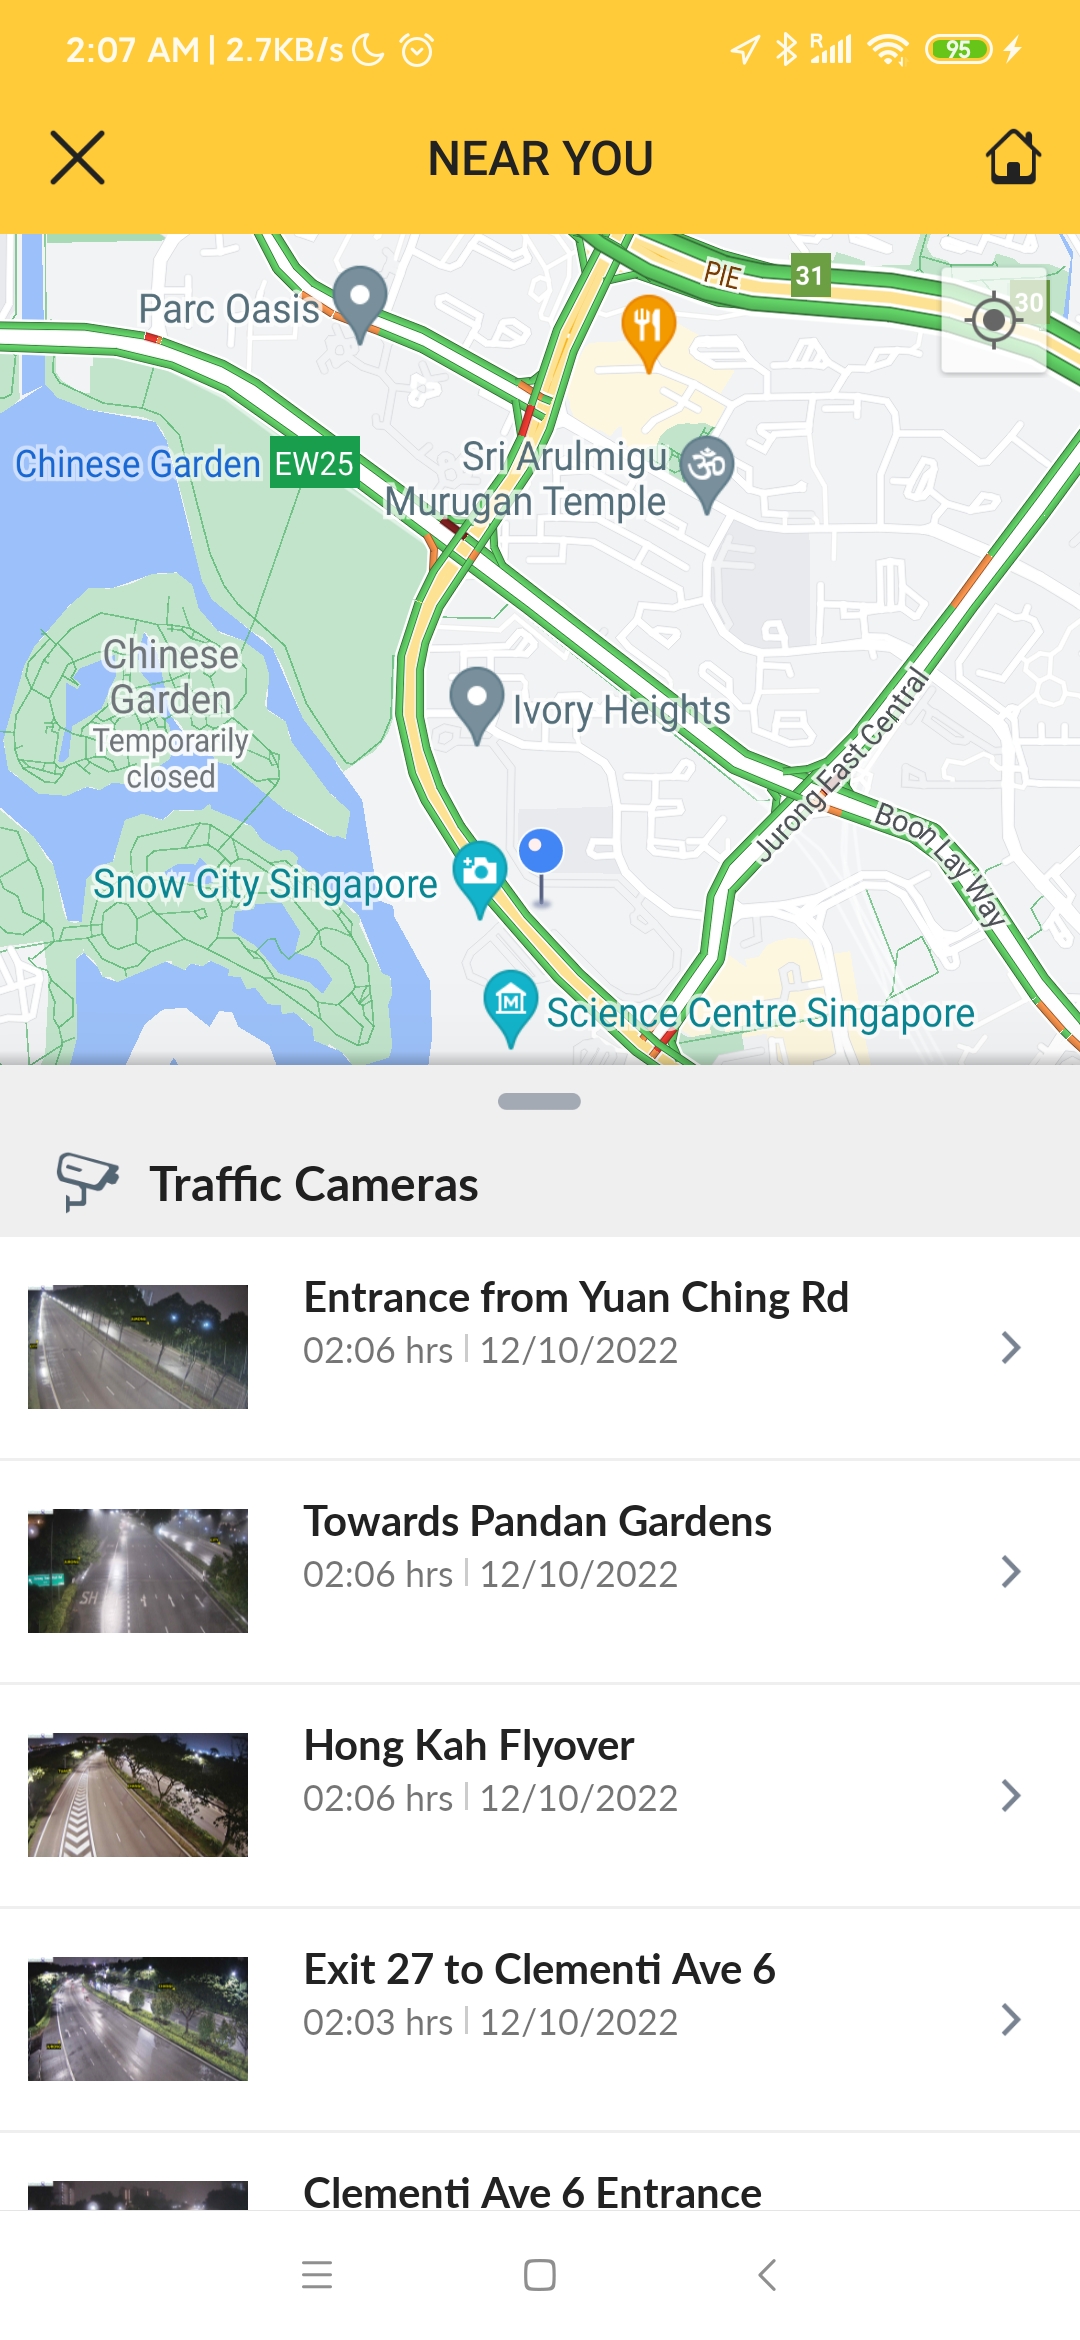 2:07 AM | 2.7KB/s
R
95
NEAR YOU
PIE
31
30
Parc Oasis
Chinese Garden EW25
Sri Arulmigu
Murugan Temple
Chinese
Garden
Temporarily
closed
Ivory Heights
Jurong East Central
Boon Lay Way
Snow City Singapore
M
Science Centre Singapore
Traffic Cameras
Entrance from Yuan Ching Rd
02:06 hrs | 12/10/2022
Towards Pandan Gardens
02:06 hrs | 12/10/2022
SH
Hong Kah Flyover
02:06 hrs | 12/10/2022
Exit 27 to Clementi Ave 6
02:03 hrs | 12/10/2022
Clementi Ave 6 Entrance